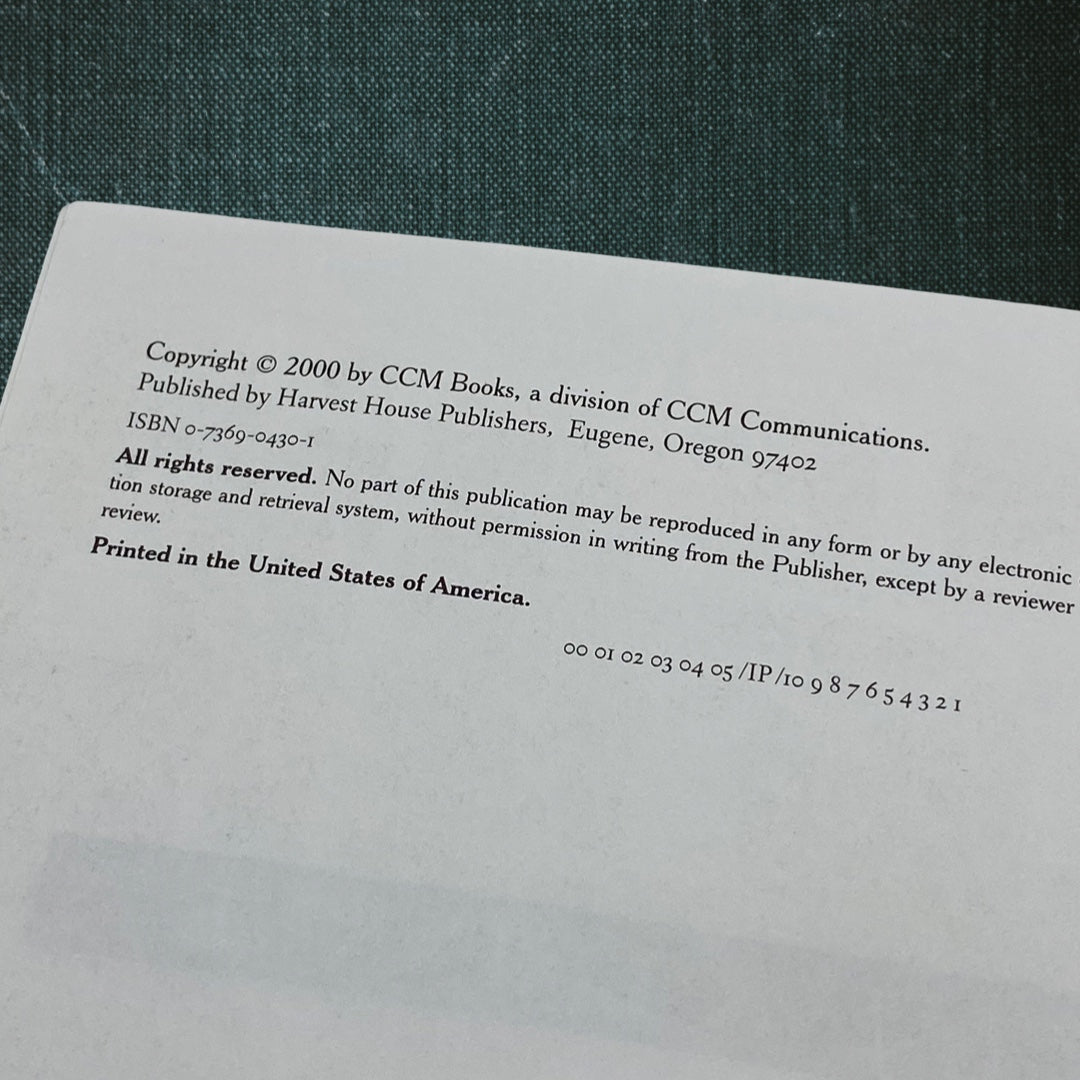 Copyright © 2000 by CCM Books, a division of CCM Communications.
Published by Harvest House Publishers, Eugene, Oregon 97402
ISBN 0-7369-0430-1
All rights reserved. No part of this publication may be reproduced in any form or by any electronic
tion storage and retrieval system, without permission in writing from the Publisher, except by a reviewer
review.
Printed in the United States of America.
00 01 02 03 04 05 /IP/10 9 8 7 6 5 4 3 2 1